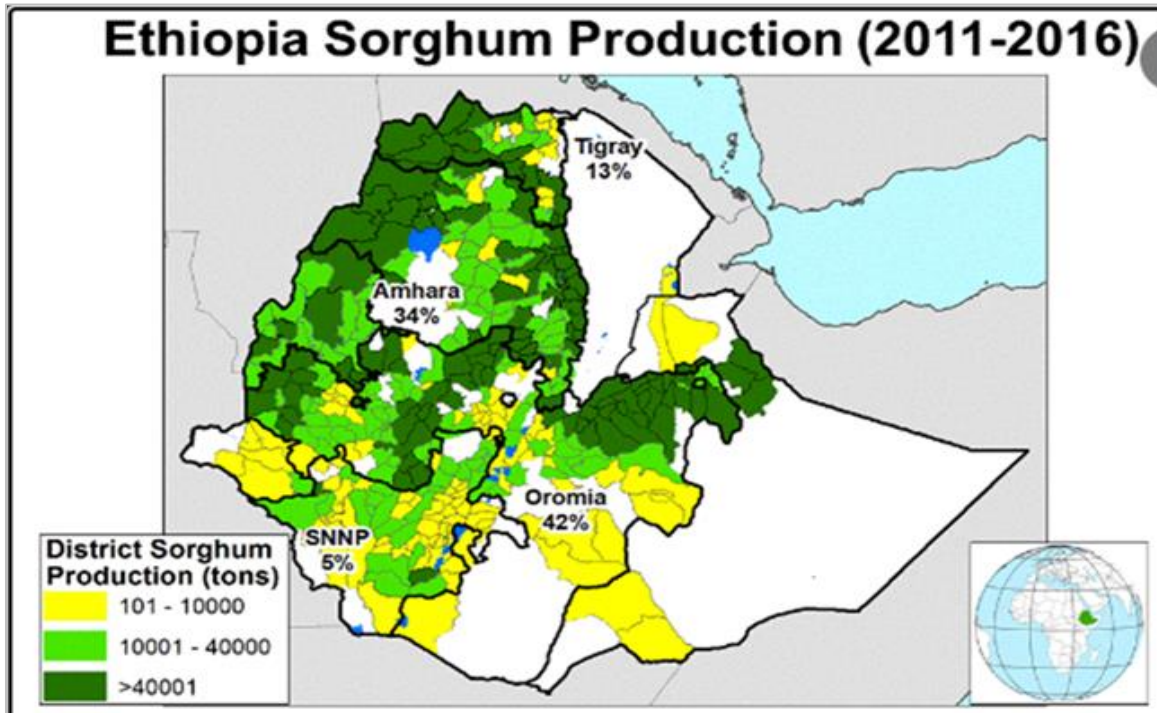 Ethiopia Sorghum Production (2011-2016)
Tigray
13%
Amhara
34%
Oromia
42%
SNNP
5%
District Sorghum
Production (tons)
101 - 10000
10001 - 40000
>40001